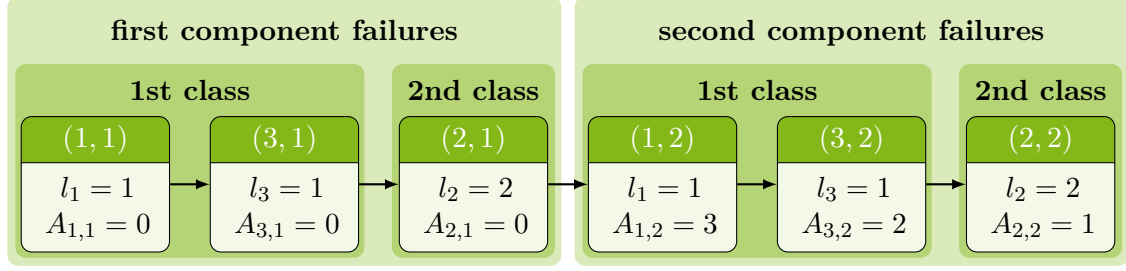 first component failures
second component failures
1st class
2nd class
1st class
2nd class
(1, 1)
(3, 1)
(2, 1)
(1, 2)
(3, 2)
(2, 2)
l₁ = 1
l₃ = 1
l₂ = 2
l₁ = 1
l₃ = 1
l₂ = 2
A₁,₁ = 0
A₃,₁ = 0
A₂,₁ = 0
A₁,₂ = 3
A₃,₂ = 2
A₂,₂ = 1